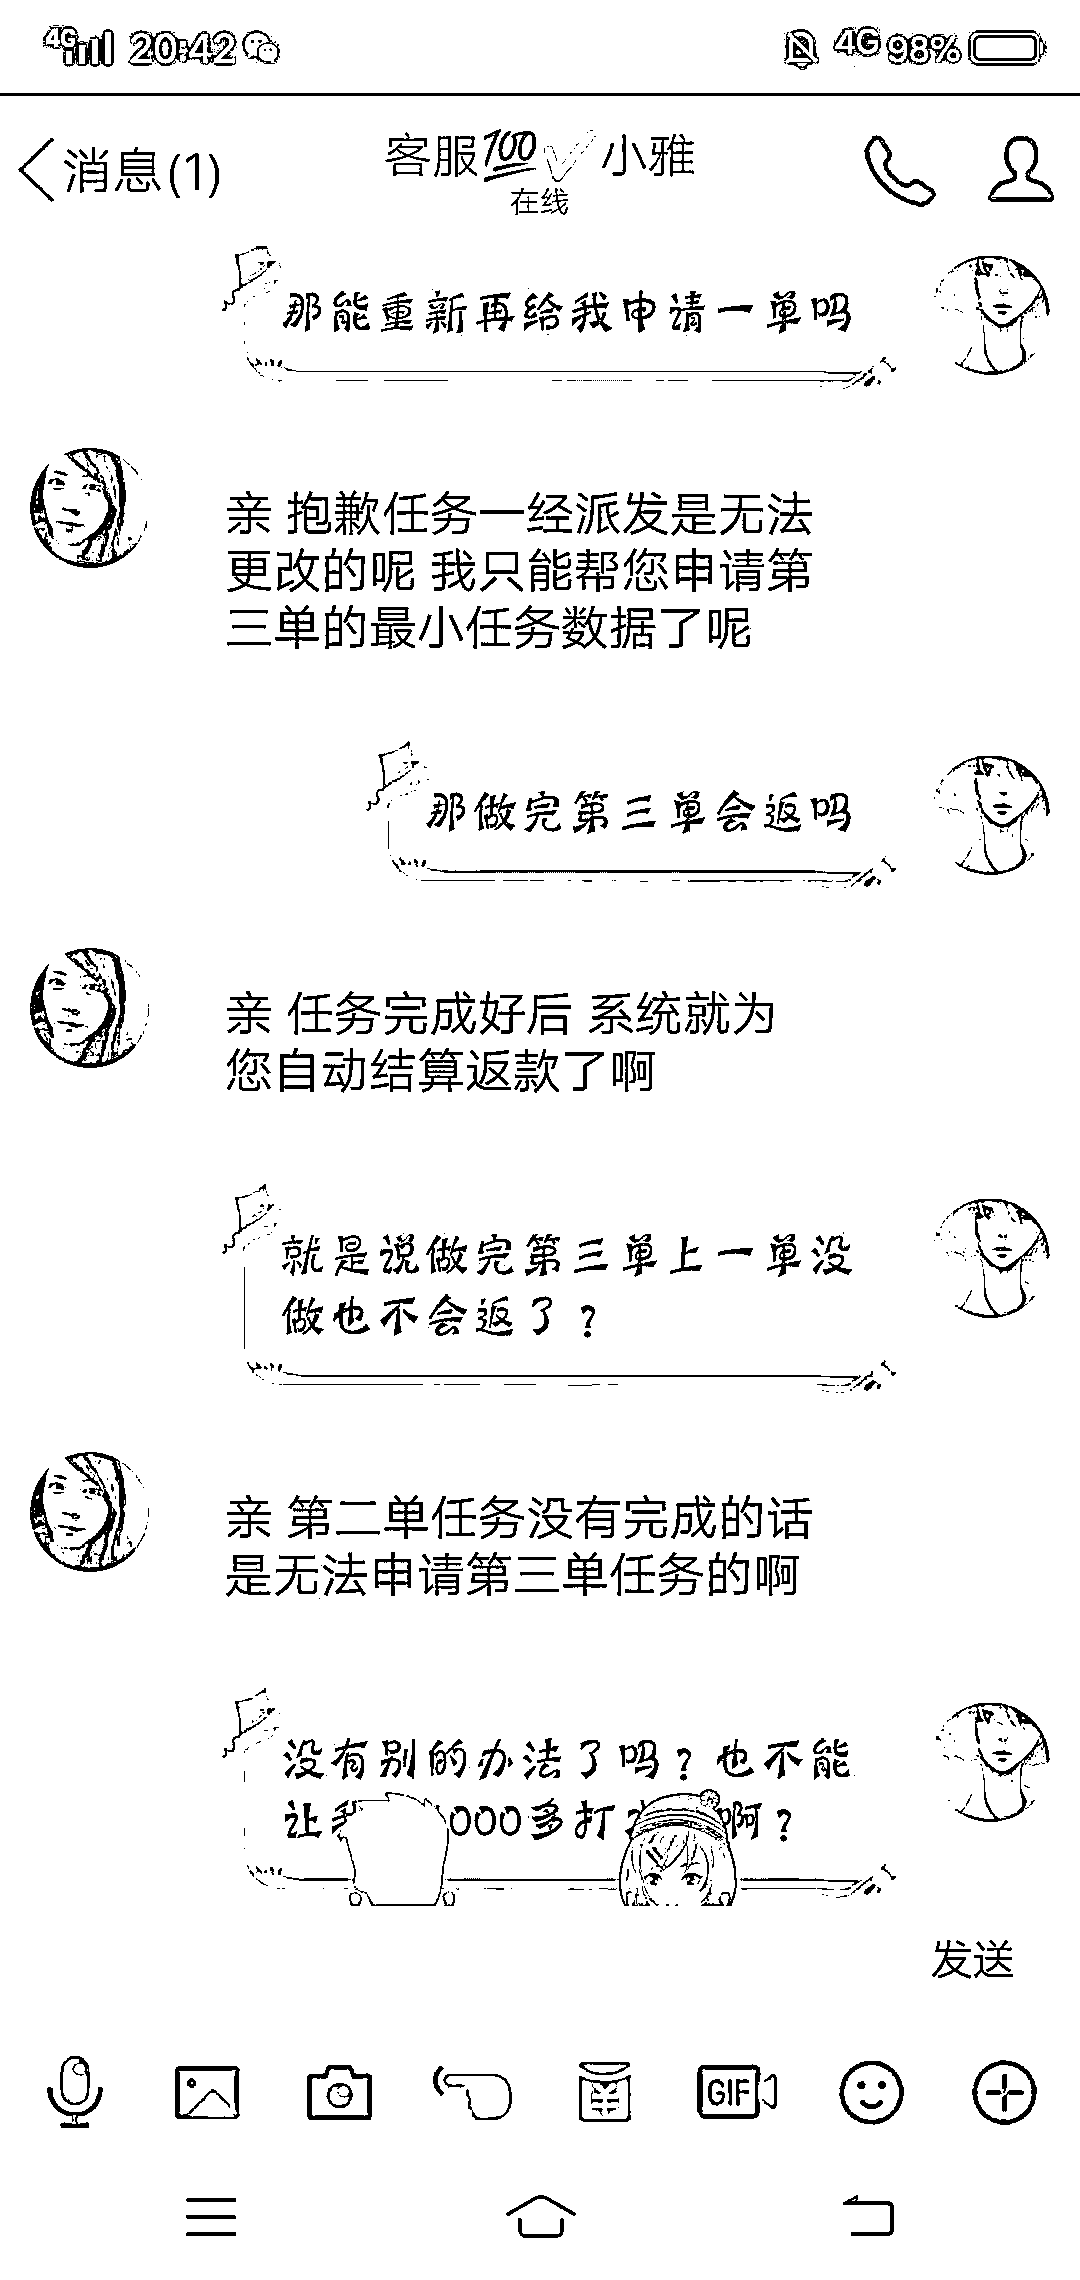 4G 20:42 4G 98%
消息(1) 客服💯✓小雅
在线
那能重新再给我申请一单吗
亲 抱歉任务一经派发是无法
更改的呢 我只能帮您申请第
三单的最小任务数据了呢
那做完第三单会返吗
亲 任务完成好后 系统就为
您自动结算返款了啊
就是说做完第三单上一单没
做也不会返了?
亲 第二单任务没有完成的话
是无法申请第三单任务的啊
没有别的办法了吗?也不能
让 000多打 啊?
发送
GIF